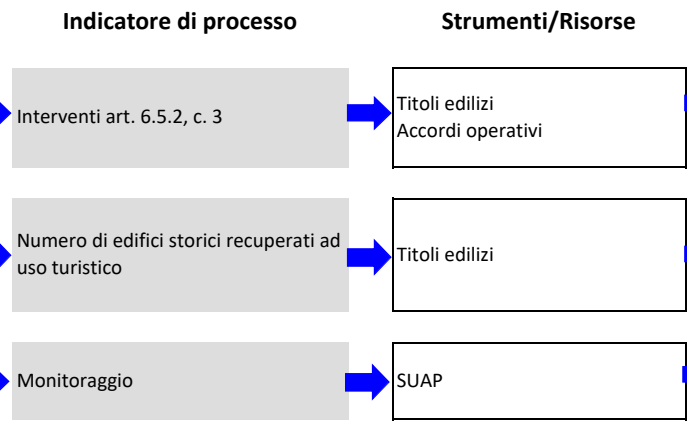 Indicatore di processo
Strumenti/Risorse
Interventi art. 6.5.2, c. 3
Titoli edilizi
Accordi operativi
Numero di edifici storici recuperati ad
uso turistico
Titoli edilizi
Monitoraggio
SUAP